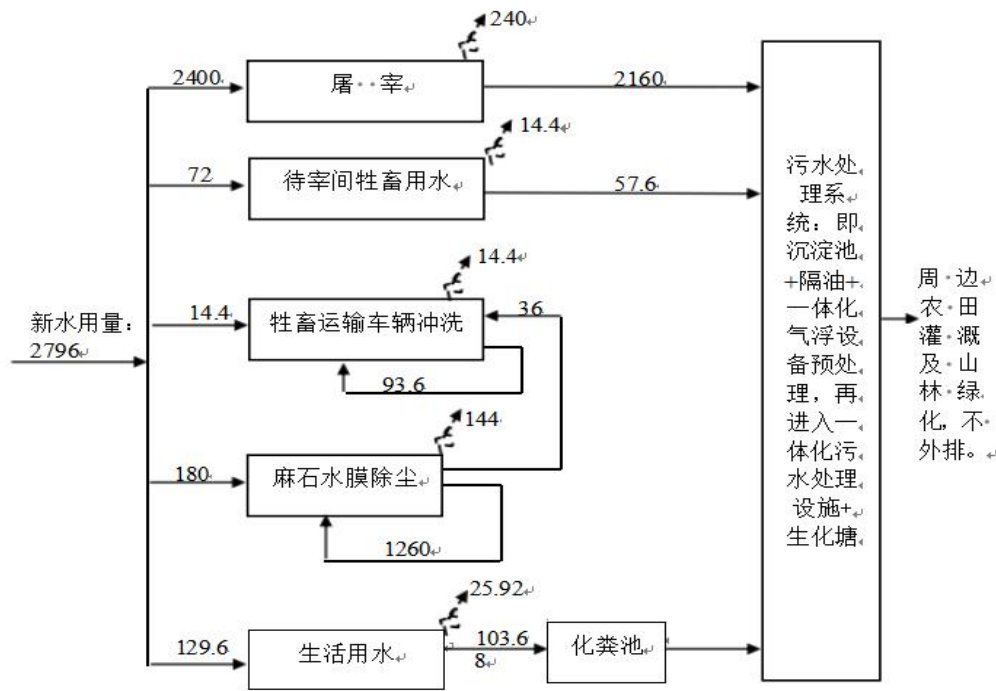 240
2400
屠··宰
2160
14.4
72
待宰间牲畜用水
57.6
14.4
新水用量：
2796
14.4
牲畜运输车辆冲洗
36
93.6
144
180
麻石水膜除尘
1260
25.92
129.6
生活用水
103.6
8
化粪池
污水处
理系
统：即
沉淀池
+隔油+
一体化
气浮设
备预处
理，再
进入一
体化污
水处理
设施+
生化塘
周·边
农·田
灌·溉
及·山
林·绿
化，不·
外排。